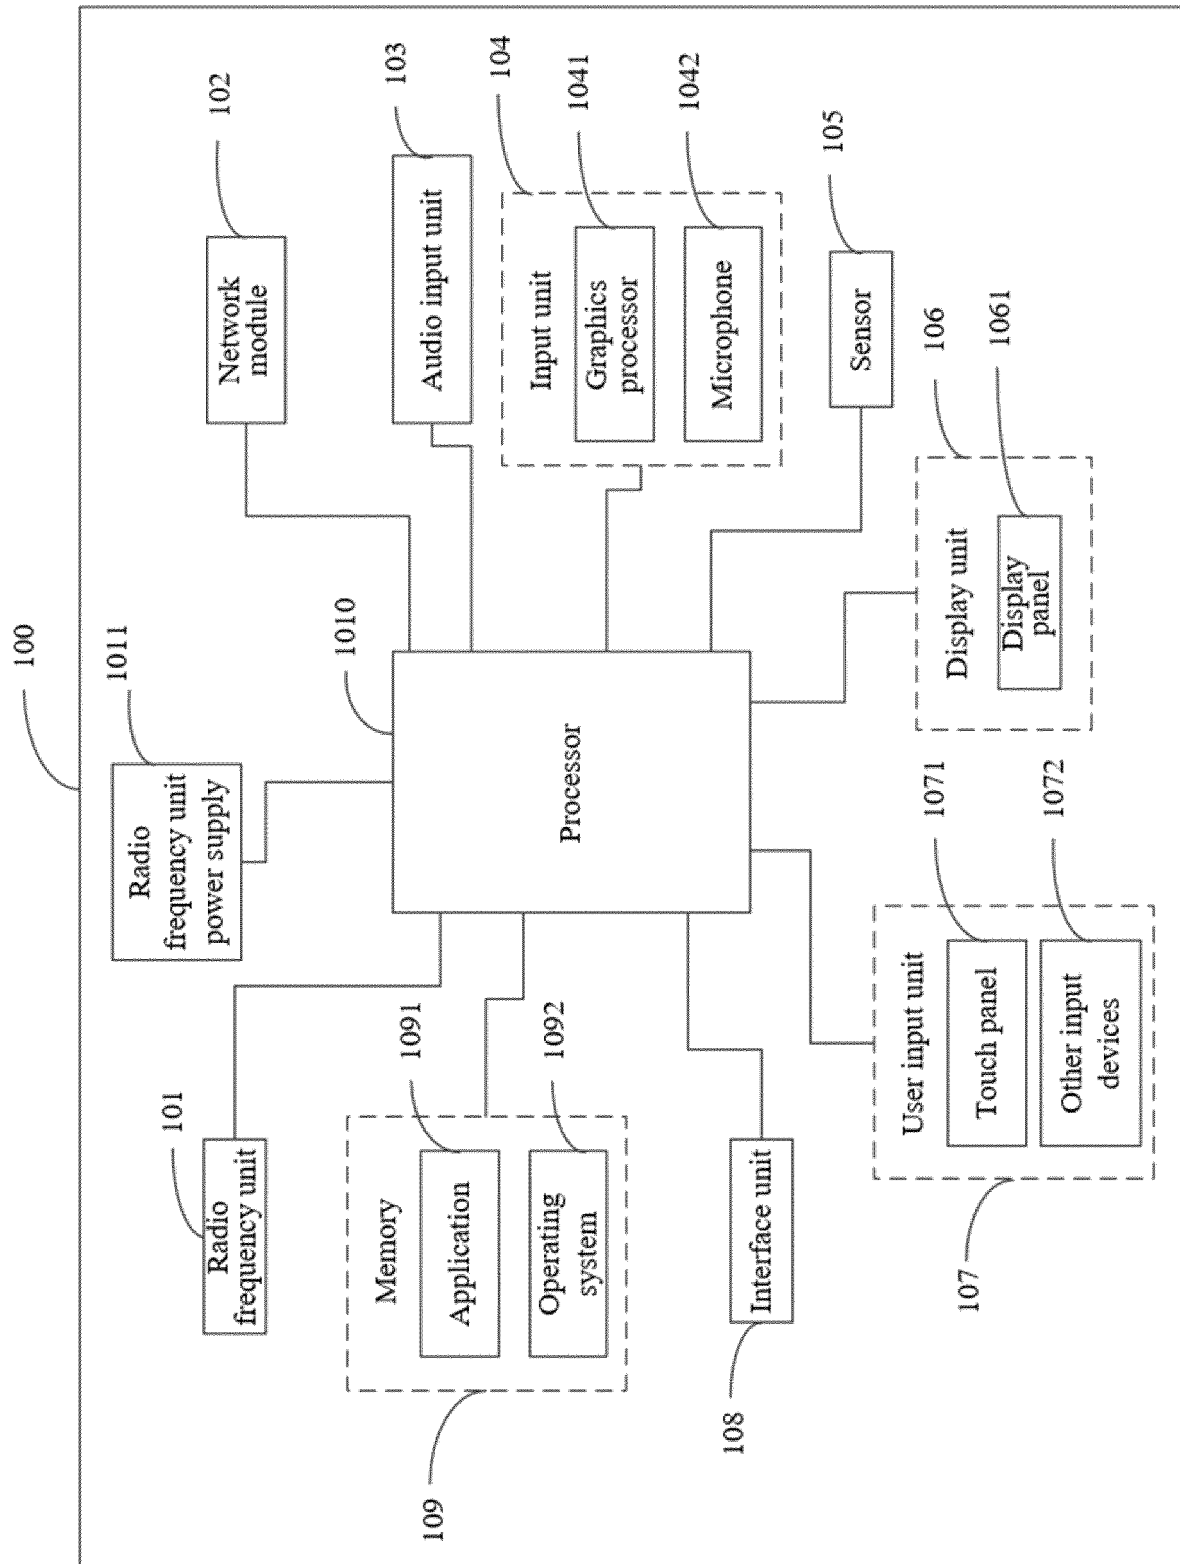 100
1011
Radio
frequency unit
power supply
101
Radio
frequency unit
102
Network
module
1010
Processor
103
Audio input unit
109
Memory
1091
Application
1092
Operating
system
104
Input unit
1041
Graphics
processor
1042
Microphone
108
Interface unit
105
Sensor
107
User input unit
1071
Touch panel
1072
Other input
devices
106
Display unit
1061
Display
panel